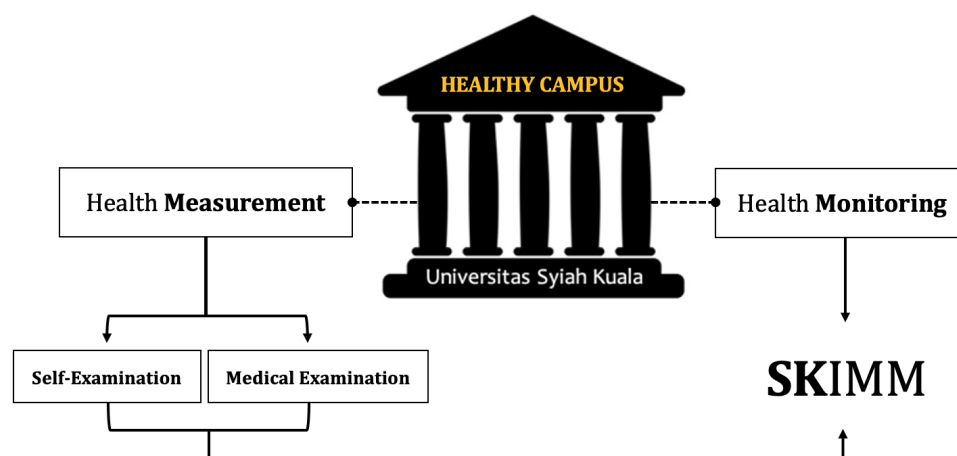 HEALTHY CAMPUS
Health Measurement
Health Monitoring
Universitas Syiah Kuala
Self-Examination
Medical Examination
SKIMM